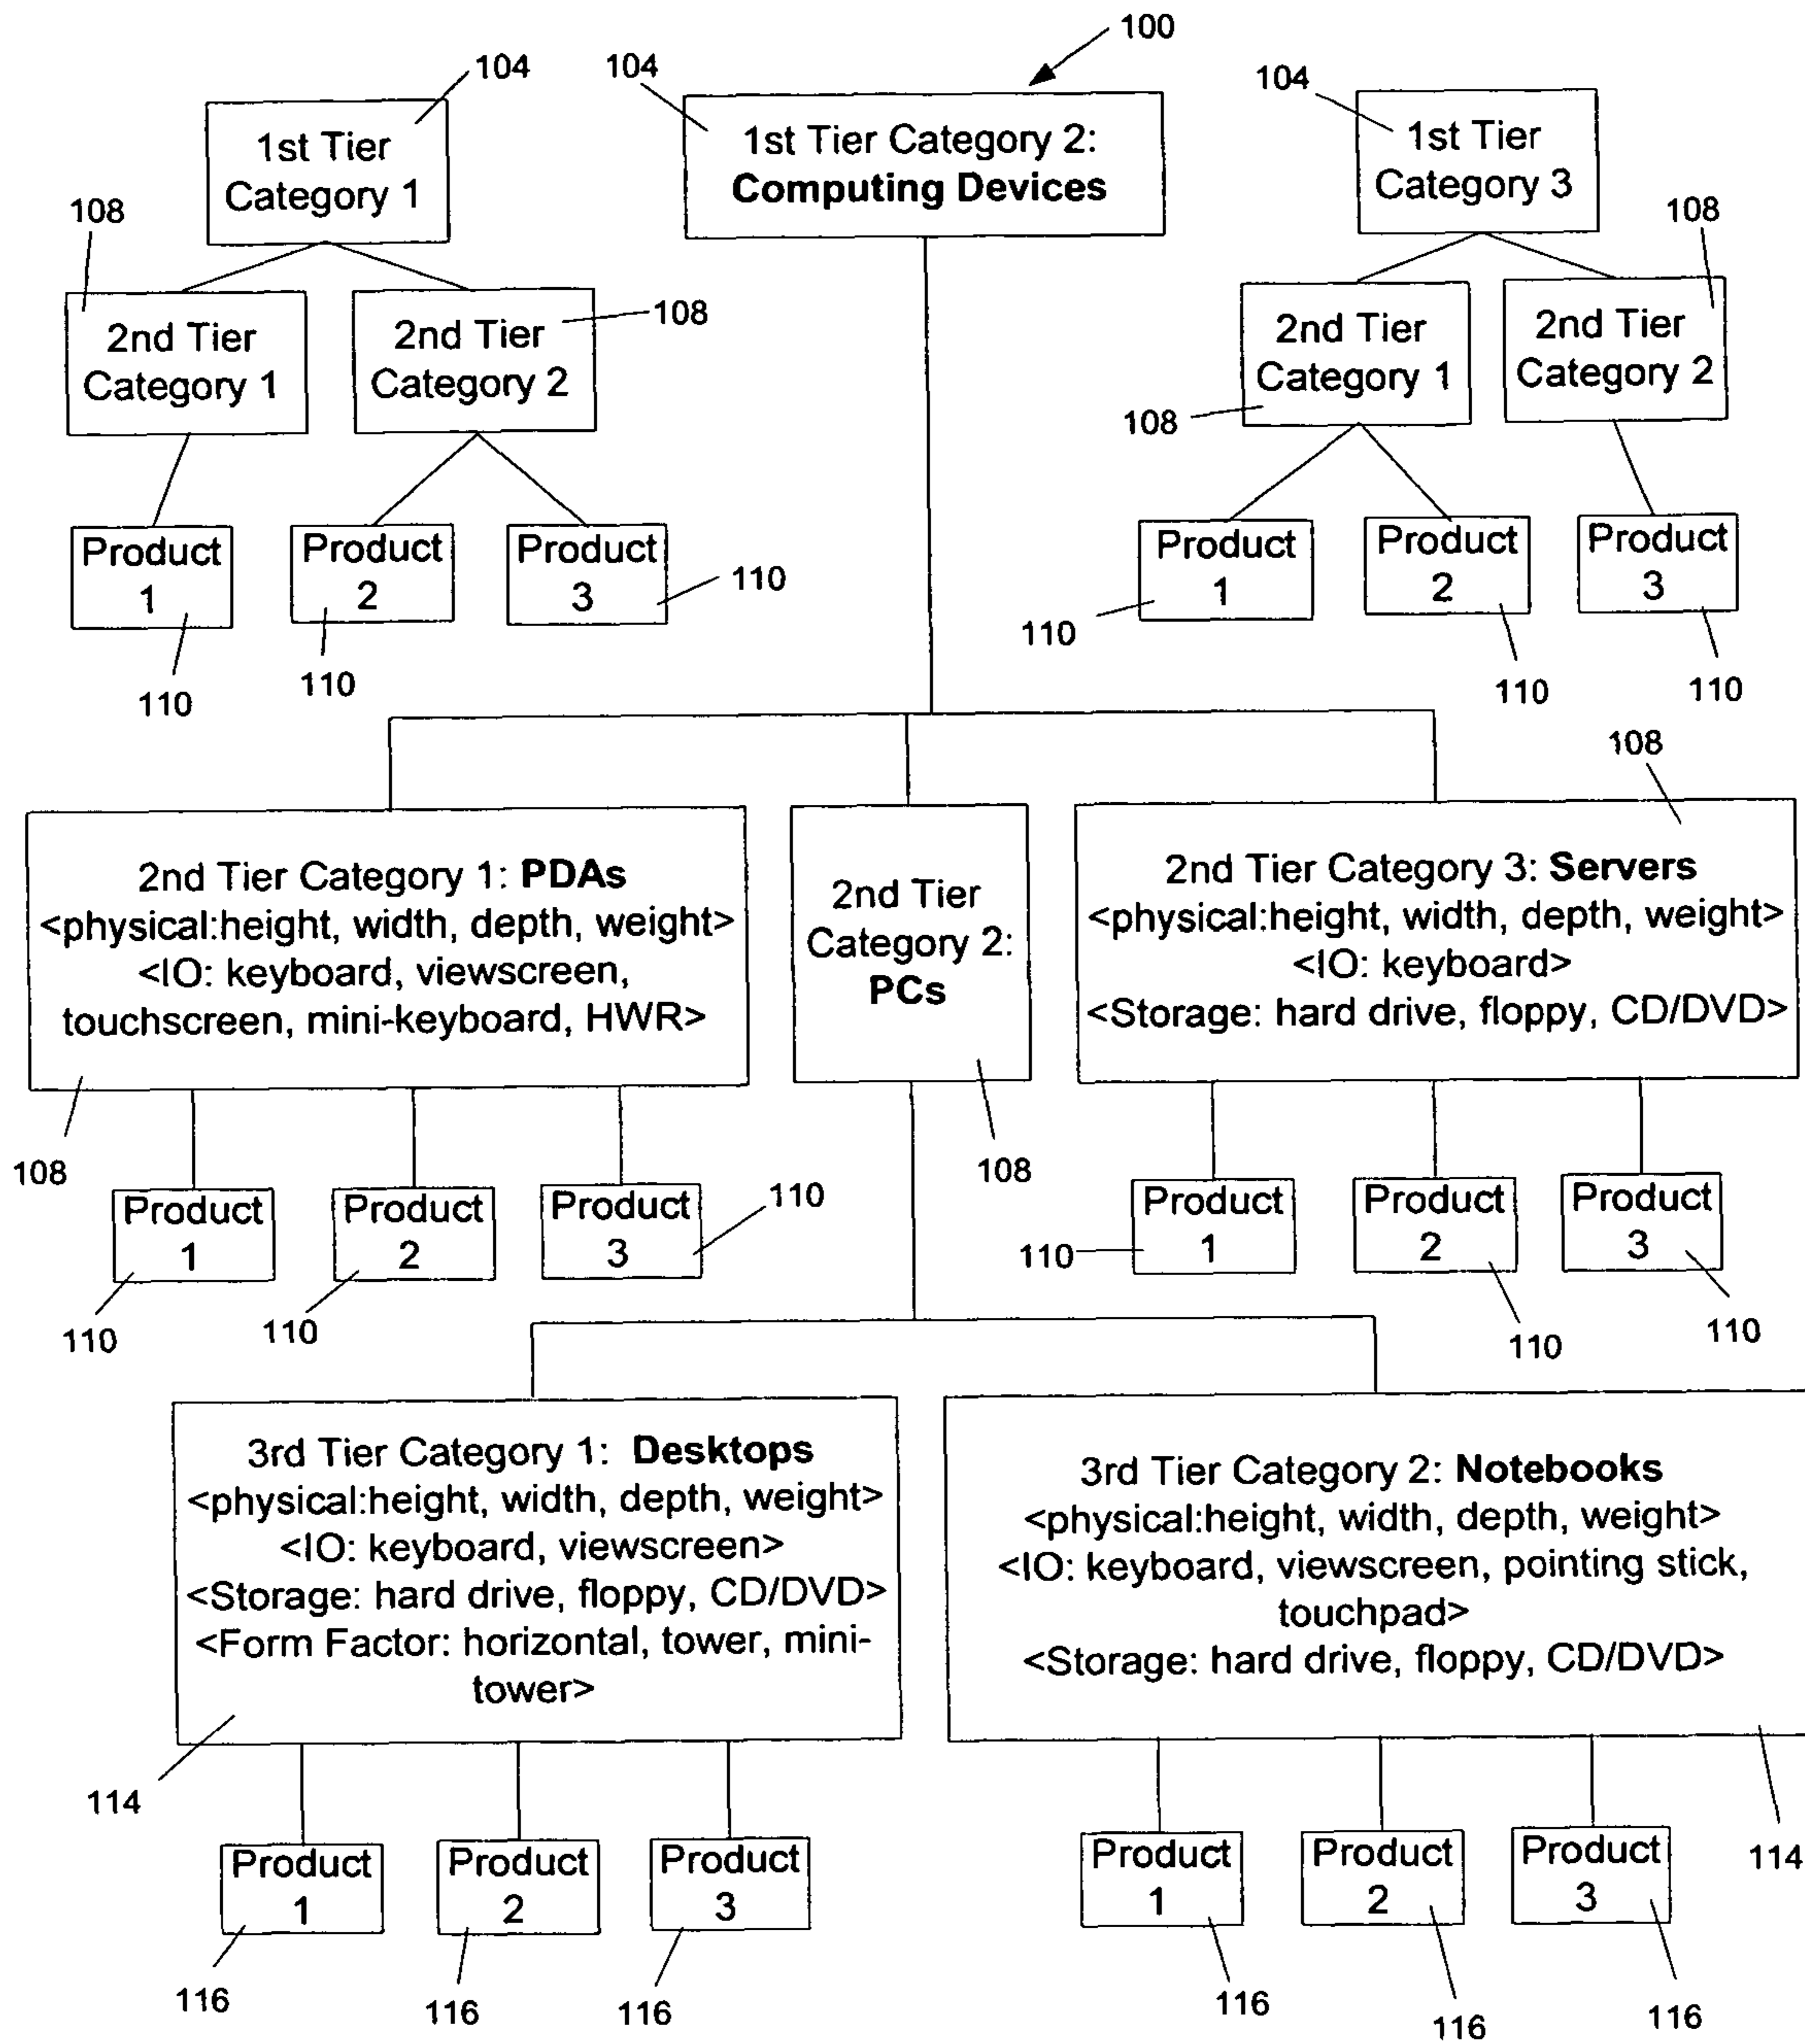 100
104
104
104
1st Tier
Category 1
1st Tier Category 2:
Computing Devices
1st Tier
Category 3
108
108
108
108
2nd Tier
Category 1
2nd Tier
Category 2
2nd Tier
Category 1
2nd Tier
Category 2
Product
1
Product
2
Product
3
Product
1
Product
2
Product
3
110
110
110
110
110
110
108
2nd Tier Category 1: PDAs
<physical:height, width, depth, weight>
<IO: keyboard, viewscreen,
touchscreen, mini-keyboard, HWR>
2nd Tier
Category 2:
PCs
2nd Tier Category 3: Servers
<physical:height, width, depth, weight>
<IO: keyboard>
<Storage: hard drive, floppy, CD/DVD>
108
108
Product
1
Product
2
Product
3
110
110
110
Product
1
Product
2
Product
3
110
110
110
3rd Tier Category 1: Desktops
<physical:height, width, depth, weight>
<IO: keyboard, viewscreen>
<Storage: hard drive, floppy, CD/DVD>
<Form Factor: horizontal, tower, mini-
tower>
3rd Tier Category 2: Notebooks
<physical:height, width, depth, weight>
<IO: keyboard, viewscreen, pointing stick,
touchpad>
<Storage: hard drive, floppy, CD/DVD>
114
114
Product
1
Product
2
Product
3
Product
1
Product
2
Product
3
116
116
116
116
116
116